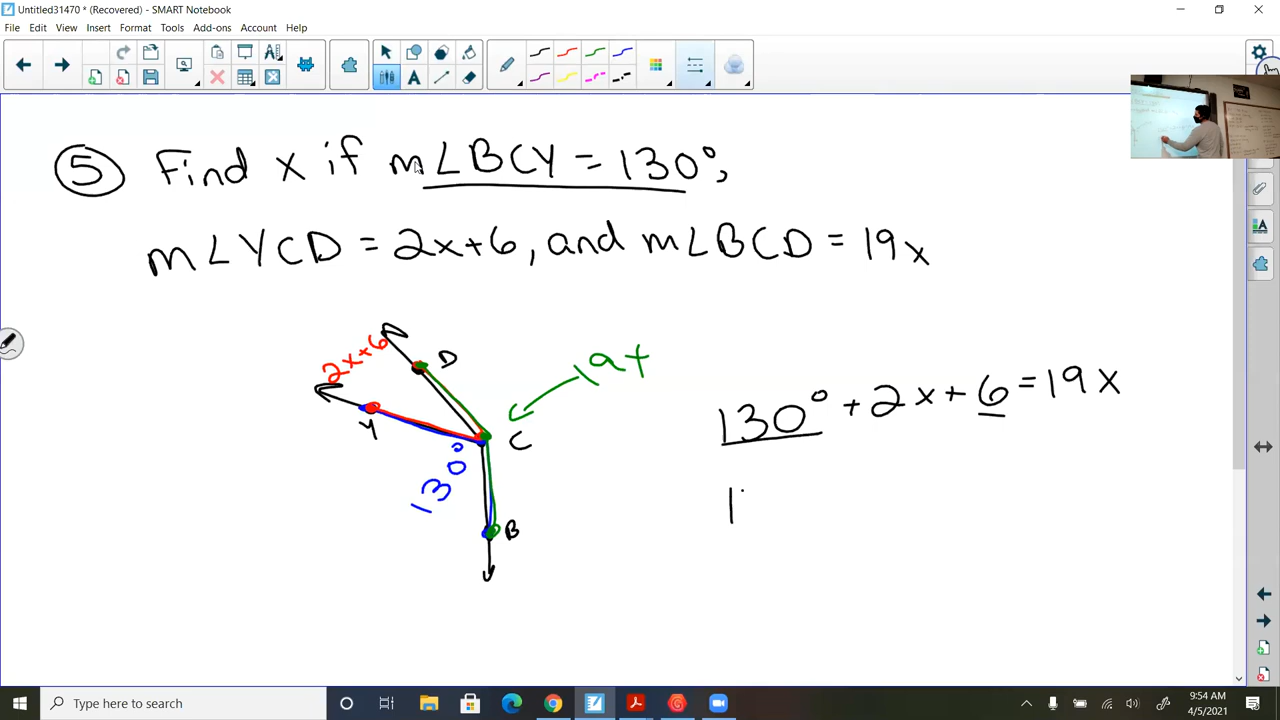 Untitled31470 * (Recovered) - SMART Notebook
File Edit View Insert Format Tools Add-ons Account Help
5 Find x if m∠BCY = 130°,
m∠YCD = 2x+6, and m∠BCD = 19x
2x+6
D
Y
C
130°
B
130° + 2x + 6 = 19x
Type here to search
9:54 AM
4/5/2021